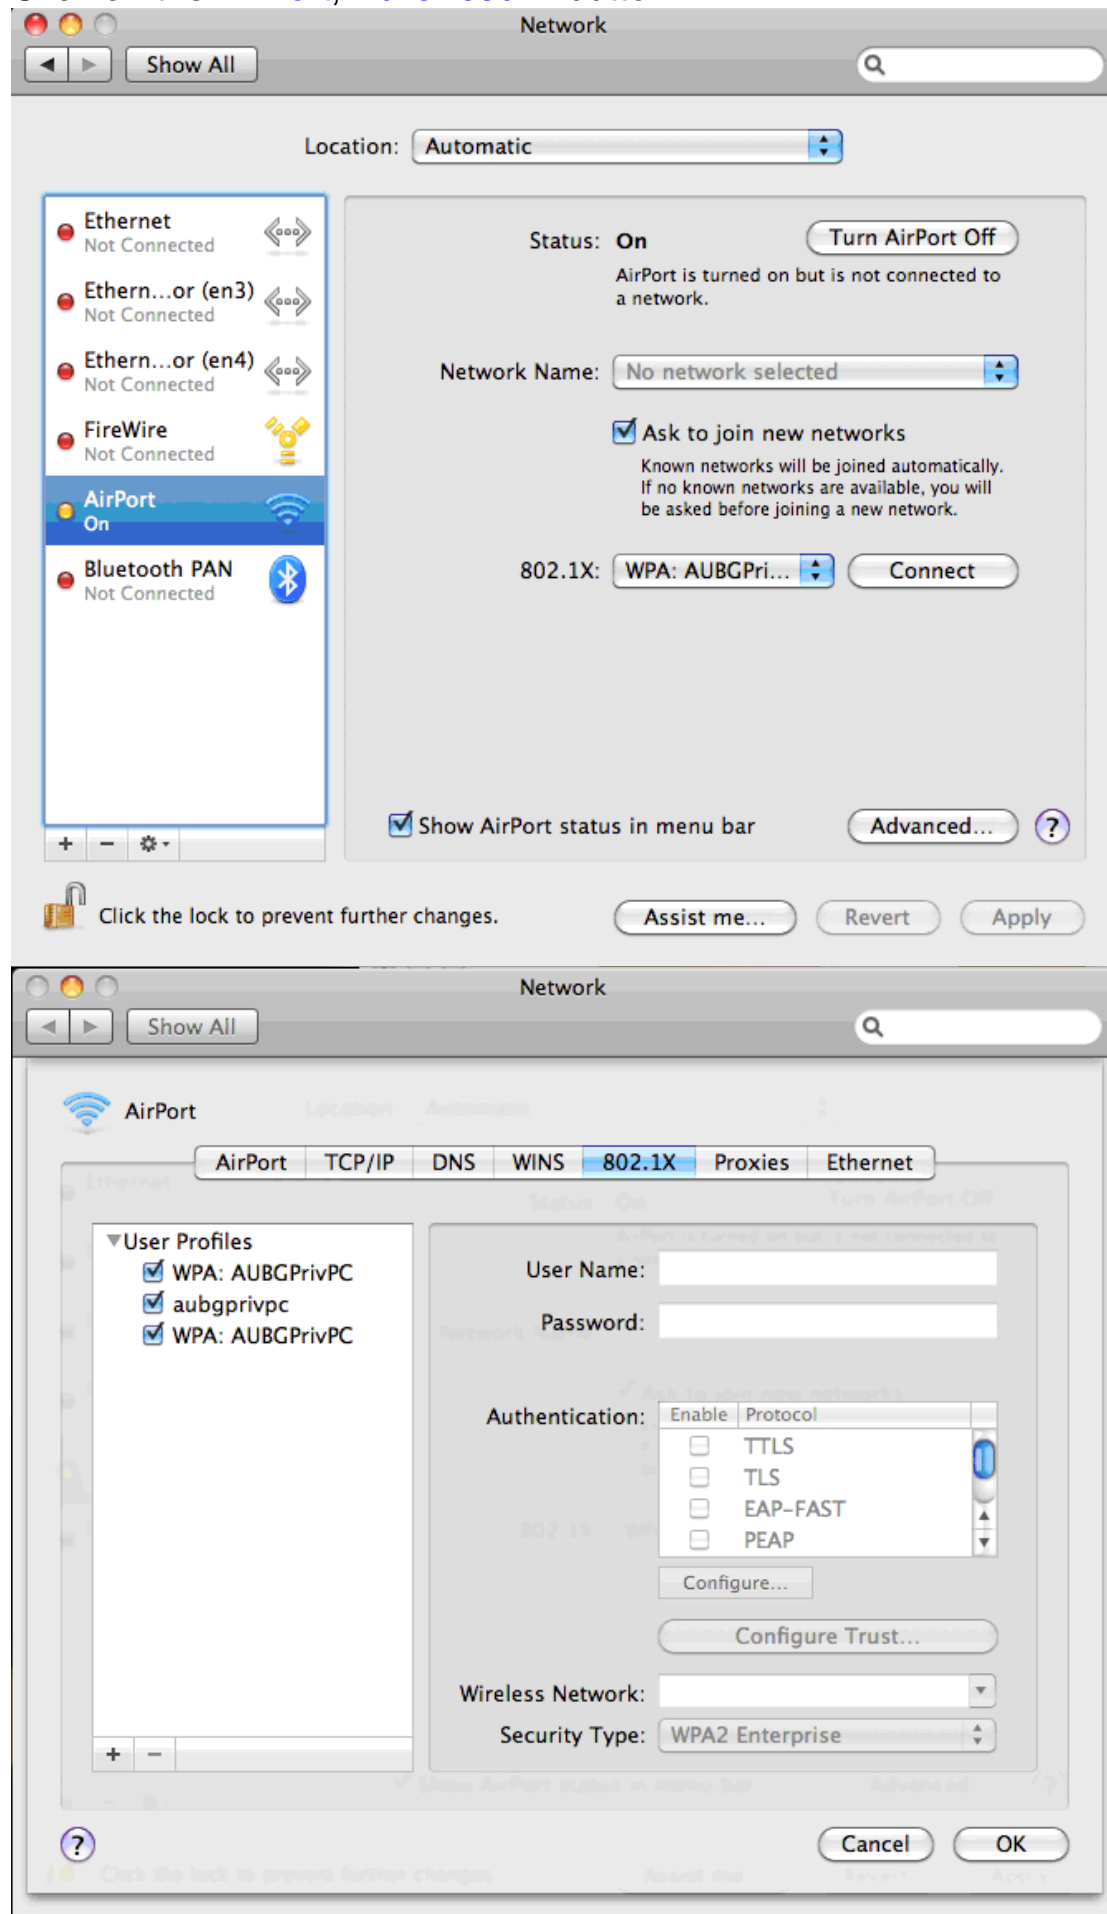 Network
Show All
Location: Automatic
Ethernet
Not Connected
Ethern...or (en3)
Not Connected
Ethern...or (en4)
Not Connected
FireWire
Not Connected
AirPort
On
Bluetooth PAN
Not Connected
Status: On
Turn AirPort Off
AirPort is turned on but is not connected to
a network.
Network Name: No network selected
Ask to join new networks
Known networks will be joined automatically.
If no known networks are available, you will
be asked before joining a new network.
802.1X: WPA: AUBGPri... Connect
Show AirPort status in menu bar
Advanced... ?
Click the lock to prevent further changes.
Assist me... Revert Apply
Network
Show All
AirPort
AirPort TCP/IP DNS WINS 802.1X Proxies Ethernet
User Profiles
WPA: AUBGPrivPC
aubgprivpc
WPA: AUBGPrivPC
User Name:
Password:
Authentication:
Enable Protocol
TTLS
TLS
EAP-FAST
PEAP
Configure...
Configure Trust...
Wireless Network:
Security Type: WPA2 Enterprise
? Cancel OK